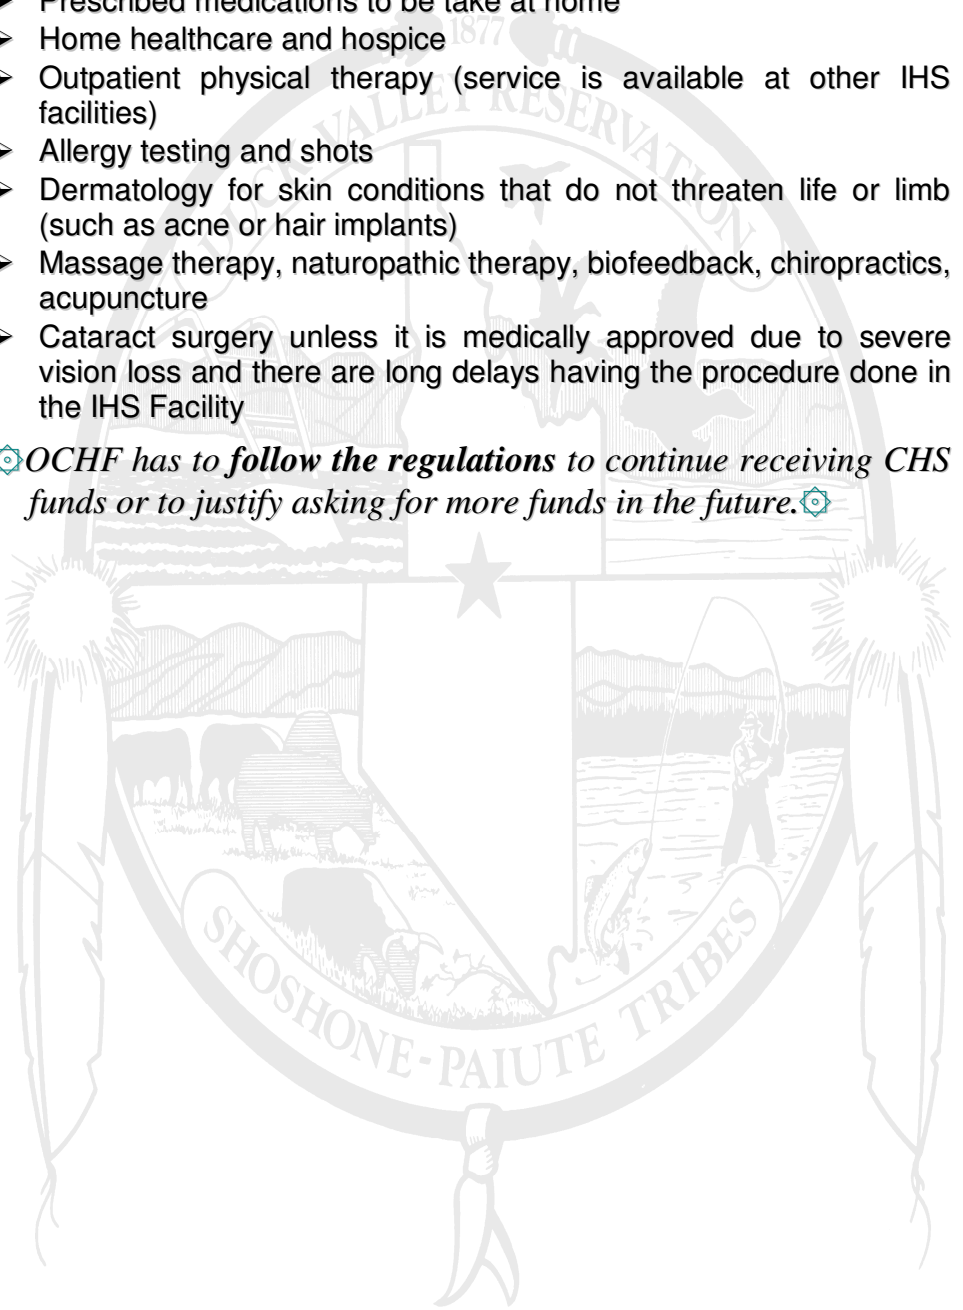 Prescribed medications to be take at home
➢ Home healthcare and hospice
➢ Outpatient physical therapy (service is available at other IHS
facilities)
➢ Allergy testing and shots
➢ Dermatology for skin conditions that do not threaten life or limb
(such as acne or hair implants)
➢ Massage therapy, naturopathic therapy, biofeedback, chiropractics,
acupuncture
➢ Cataract surgery unless it is medically approved due to severe
vision loss and there are long delays having the procedure done in
the IHS Facility
۞OCHF has to follow the regulations to continue receiving CHS
funds or to justify asking for more funds in the future.۞
1877
DUCK VALLEY RESERVATION
SHOSHONE-PAIUTE TRIBES